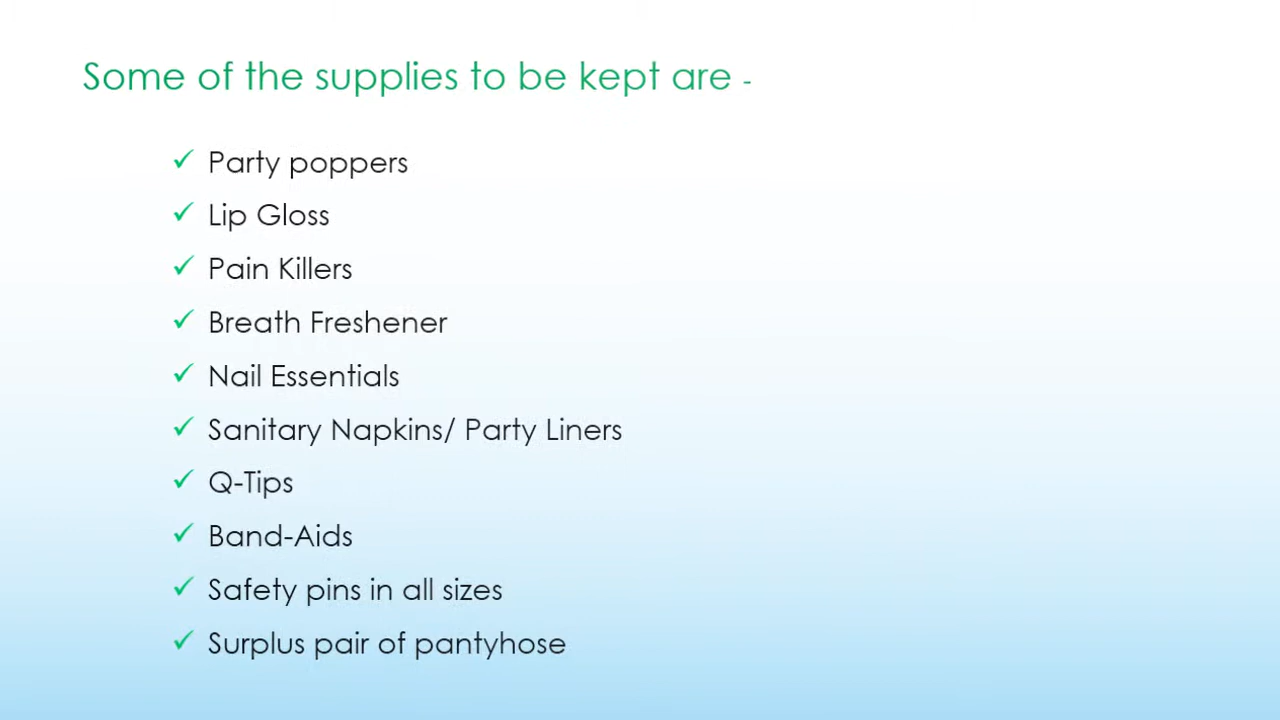 Some of the supplies to be kept are -
✓ Party poppers
✓ Lip Gloss
✓ Pain Killers
✓ Breath Freshener
✓ Nail Essentials
✓ Sanitary Napkins/ Party Liners
✓ Q-Tips
✓ Band-Aids
✓ Safety pins in all sizes
✓ Surplus pair of pantyhose